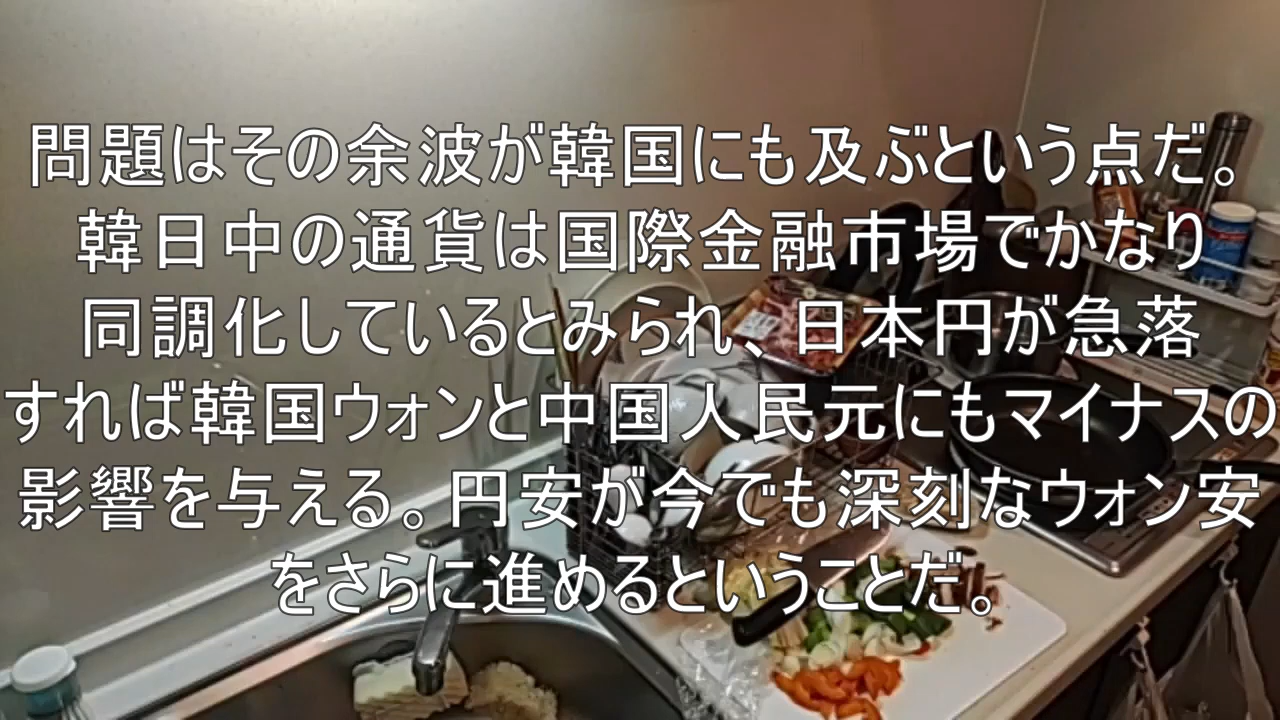 問題はその余波が韓国にも及ぶという点だ。
韓日中の通貨は国際金融市場でかなり
同調化しているとみられ、日本円が急落
すれば韓国ウォンと中国人民元にもマイナスの
影響を与える。円安が今でも深刻なウォン安
をさらに進めるということだ。